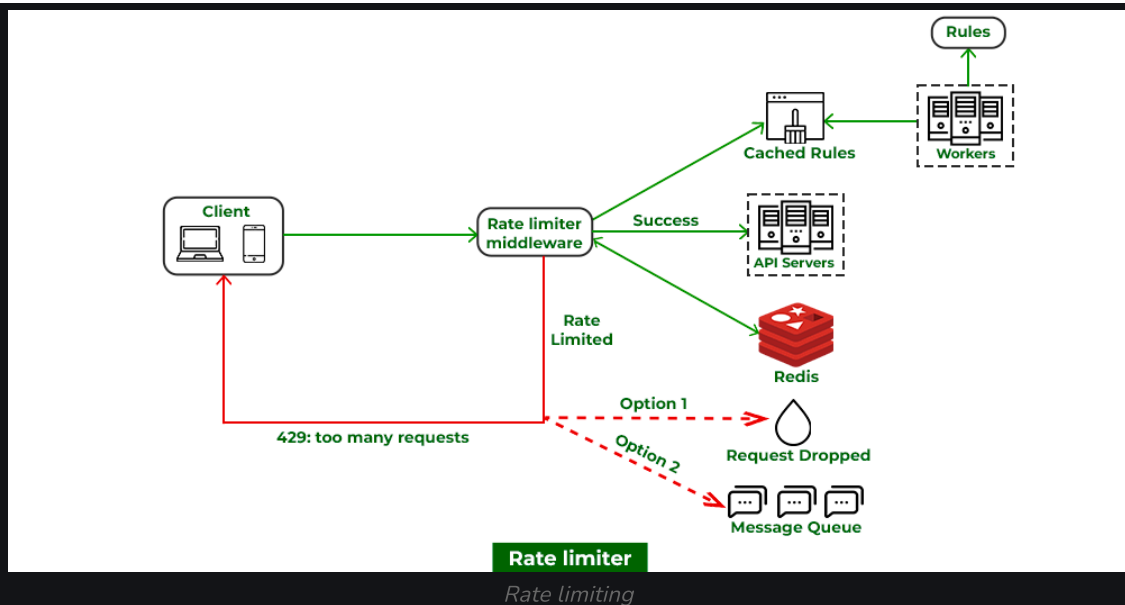 Rules
Workers
Cached Rules
Client
Rate limiter
middleware
Success
API Servers
Rate
Limited
Redis
Option 1
Request Dropped
429: too many requests
Option 2
Message Queue
Rate limiter
Rate limiting